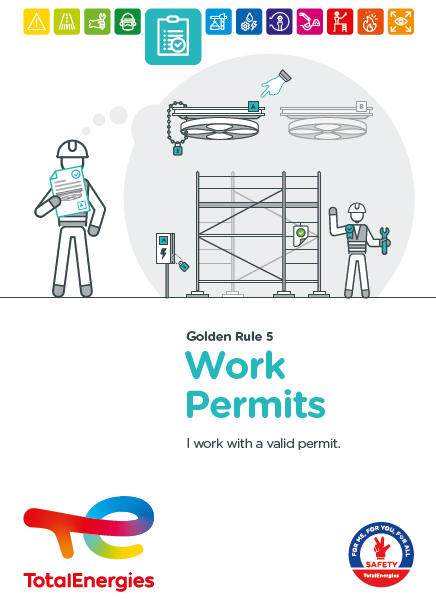 A
B
A
A
Golden Rule 5
Work
Permits
I work with a valid permit.
TotalEnergies
FOR ME, FOR YOU, FOR ALL
SAFETY
TotalEnergies